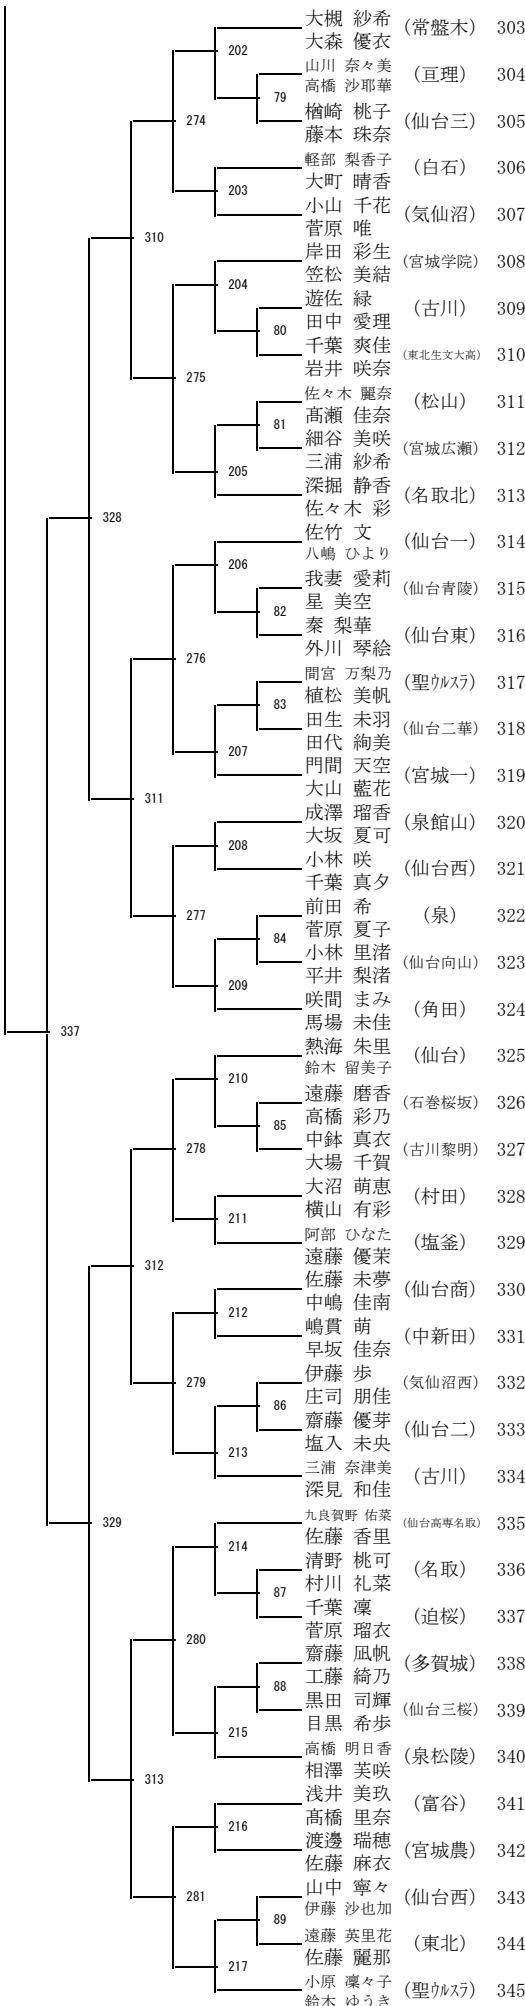 大槻 紗希 (常盤木) 303
大森 優衣
202
山川 奈々美 (亘理) 304
高橋 沙耶華
79
274
楢崎 桃子 (仙台三) 305
藤本 珠奈
軽部 梨香子 (白石) 306
大町 晴香
203
小山 千花 (気仙沼) 307
菅原 唯
310
岸田 彩生 (宮城学院) 308
笠松 美結
204
遊佐 緑 (古川) 309
田中 愛理
80
千葉 爽佳 (東北生文大高) 310
岩井 咲奈
275
佐々木 麗奈 (松山) 311
髙瀬 佳奈
81
細谷 美咲 (宮城広瀬) 312
三浦 紗希
205
深掘 静香 (名取北) 313
佐々木 彩
328
佐竹 文 (仙台一) 314
八嶋 ひより
206
我妻 愛莉 (仙台青陵) 315
星 美空
82
秦 梨華 (仙台東) 316
外川 琴絵
276
間宮 万梨乃 (聖ウルスラ) 317
植松 美帆
83
田生 未羽 (仙台二華) 318
田代 絢美
207
門間 天空 (宮城一) 319
大山 藍花
311
成澤 瑠香 (泉館山) 320
大坂 夏可
208
小林 咲 (仙台西) 321
千葉 真夕
277
前田 希 (泉) 322
菅原 夏子
84
小林 里渚 (仙台向山) 323
平井 梨渚
209
咲間 まみ (角田) 324
馬場 未佳
337
熱海 朱里 (仙台) 325
鈴木 留美子
210
遠藤 磨香 (石巻桜坂) 326
高橋 彩乃
85
中鉢 真衣 (古川黎明) 327
大場 千賀
278
大沼 萌恵 (村田) 328
横山 有彩
211
阿部 ひなた (塩釜) 329
遠藤 優茉
312
佐藤 未夢 (仙台商) 330
中嶋 佳南
212
嶋貫 萌 (中新田) 331
早坂 佳奈
279
伊藤 歩 (気仙沼西) 332
庄司 朋佳
86
齋藤 優芽 (仙台二) 333
塩入 未央
213
三浦 奈津美 (古川) 334
深見 和佳
329
九良賀野 佑菜 (仙台高専名取) 335
佐藤 香里
214
清野 桃可 (名取) 336
村川 礼菜
87
千葉 凜 (迫桜) 337
菅原 瑠衣
280
齋藤 凪帆 (多賀城) 338
工藤 綺乃
88
黒田 司輝 (仙台三桜) 339
目黒 希歩
215
高橋 明日香 (泉松陵) 340
相澤 芙咲
313
浅井 美玖 (富谷) 341
髙橋 里奈
216
渡邊 瑞穂 (宮城農) 342
佐藤 麻衣
281
山中 寧々 (仙台西) 343
伊藤 沙也加
89
遠藤 英里花 (東北) 344
佐藤 麗那
217
小原 凜々子 (聖ウルスラ) 345
鈴木 ゆうき